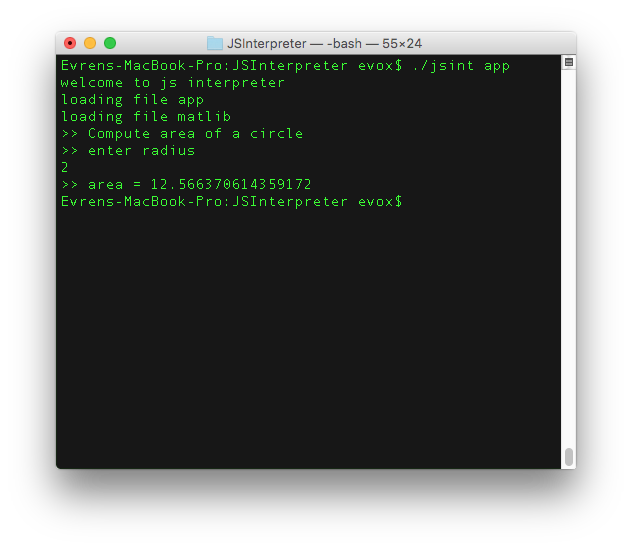 JSInterpreter — -bash — 55×24
Evrens-MacBook-Pro:JSInterpreter evox$ ./jsint app
welcome to js interpreter
loading file app
loading file matlib
>> Compute area of a circle
>> enter radius
2
>> area = 12.566370614359172
Evrens-MacBook-Pro:JSInterpreter evox$